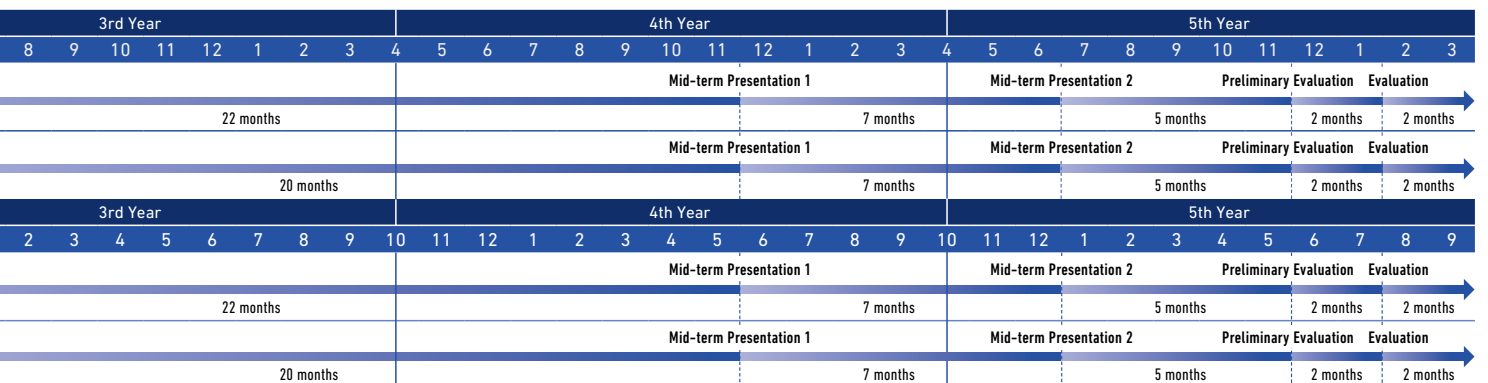 3rd Year 4th Year 5th Year
8 9 10 11 12 1 2 3 4 5 6 7 8 9 10 11 12 1 2 3 4 5 6 7 8 9 10 11 12 1 2 3
Mid-term Presentation 1 Mid-term Presentation 2 Preliminary Evaluation Evaluation
22 months 7 months 5 months 2 months 2 months
Mid-term Presentation 1 Mid-term Presentation 2 Preliminary Evaluation Evaluation
20 months 7 months 5 months 2 months 2 months
3rd Year 4th Year 5th Year
2 3 4 5 6 7 8 9 10 11 12 1 2 3 4 5 6 7 8 9 10 11 12 1 2 3 4 5 6 7 8 9
Mid-term Presentation 1 Mid-term Presentation 2 Preliminary Evaluation Evaluation
22 months 7 months 5 months 2 months 2 months
Mid-term Presentation 1 Mid-term Presentation 2 Preliminary Evaluation Evaluation
20 months 7 months 5 months 2 months 2 months